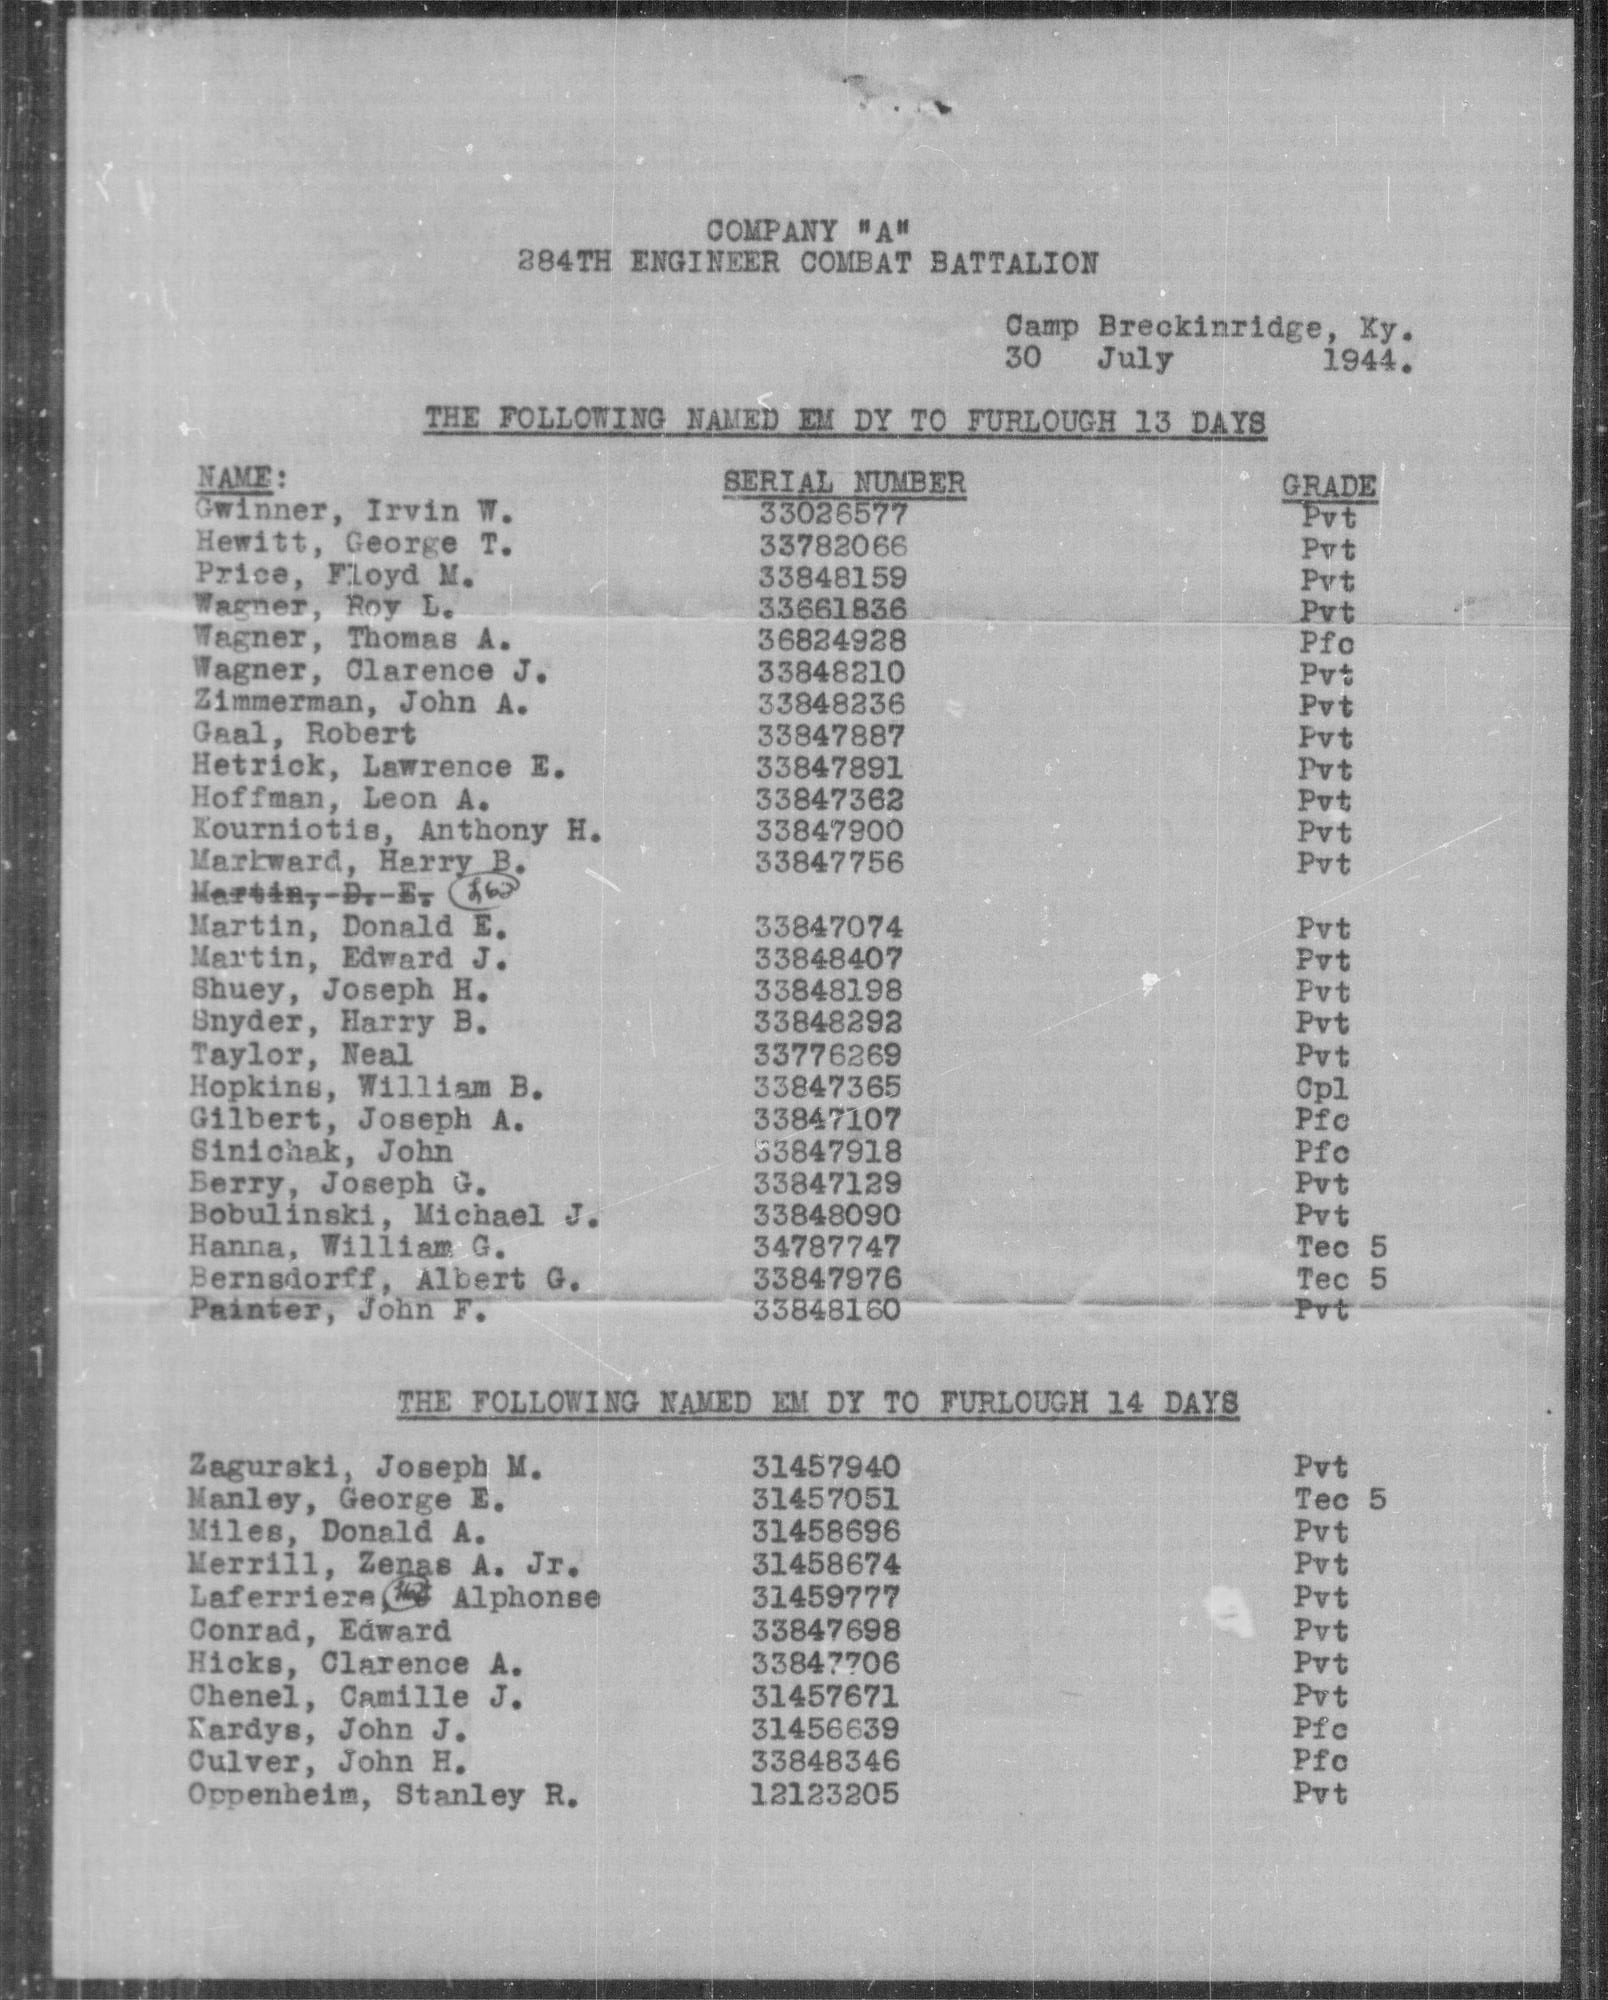 COMPANY "A"
284TH ENGINEER COMBAT BATTALION
Camp Breckinridge, Ky.
30 July 1944.
THE FOLLOWING NAMED EM DY TO FURLOUGH 13 DAYS
NAME: SERIAL NUMBER GRADE
Gwinner, Irvin W. 33026577 Pvt
Hewitt, George T. 33782066 Pvt
Price, Floyd M. 33848159 Pvt
Wagner, Roy L. 33661836 Pvt
Wagner, Thomas A. 36824928 Pfc
Wagner, Clarence J. 33848210 Pvt
Zimmerman, John A. 33848236 Pvt
Gaal, Robert 33847887 Pvt
Hetrick, Lawrence E. 33847891 Pvt
Hoffman, Leon A. 33847362 Pvt
Kourniotis, Anthony H. 33847900 Pvt
Markward, Harry B. 33847756 Pvt
Martin, D. E.
Martin, Donald E. 33847074 Pvt
Martin, Edward J. 33848407 Pvt
Shuey, Joseph H. 33848198 Pvt
Snyder, Harry B. 33848292 Pvt
Taylor, Neal 33776269 Pvt
Hopkins, William B. 33847365 Cpl
Gilbert, Joseph A. 33847107 Pfc
Sinichak, John 33847918 Pfc
Berry, Joseph G. 33847129 Pvt
Bobulinski, Michael J. 33848090 Pvt
Hanna, William G. 34787747 Tec 5
Bernsdorff, Albert G. 33847976 Tec 5
Painter, John F. 33848160 Pvt
THE FOLLOWING NAMED EM DY TO FURLOUGH 14 DAYS
Zagurski, Joseph M. 31457940 Pvt
Manley, George E. 31457051 Tec 5
Miles, Donald A. 31458696 Pvt
Merrill, Zenas A. Jr. 31458674 Pvt
Laferriere, Alphonse 31459777 Pvt
Conrad, Edward 33847698 Pvt
Hicks, Clarence A. 33847706 Pvt
Chenel, Camille J. 31457671 Pvt
Kardys, John J. 31456639 Pfc
Culver, John H. 33848346 Pfc
Oppenheim, Stanley R. 12123205 Pvt